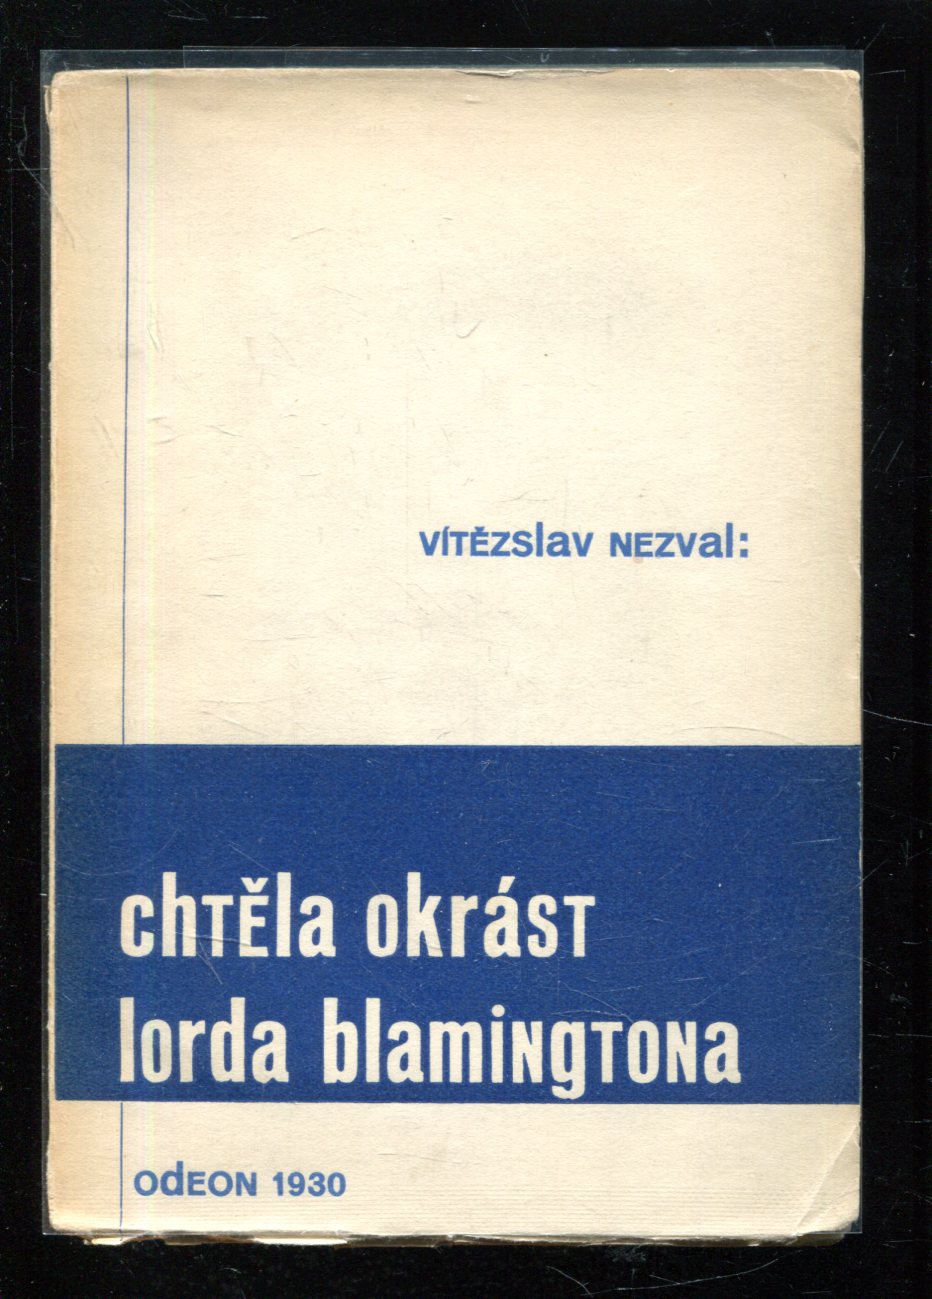 vítězslav nezval:
chtěla okrást
lorda blamingtona
odeon 1930